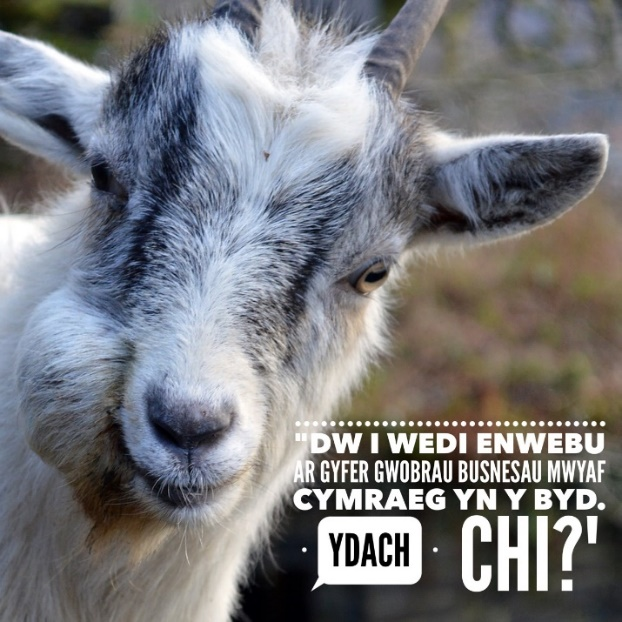 "DW I WEDI ENWEBU
AR GYFER GWOBRAU BUSNESAU MWYAF
CYMRAEG YN Y BYD.
YDACH CHI?'